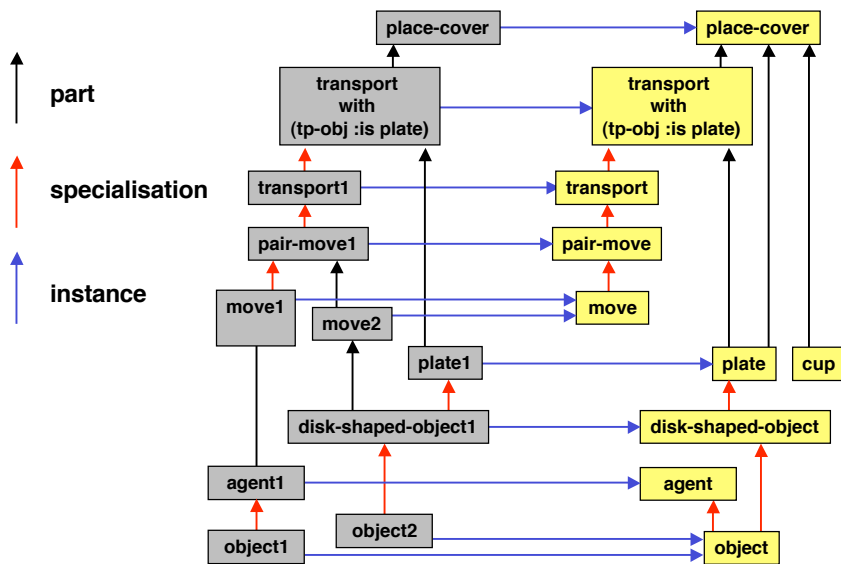 place-cover
place-cover
part
transport
with
(tp-obj :is plate)
transport
with
(tp-obj :is plate)
specialisation
transport1
transport
pair-move1
pair-move
instance
move1
move
move2
plate1
plate
cup
disk-shaped-object1
disk-shaped-object
agent1
agent
object2
object1
object